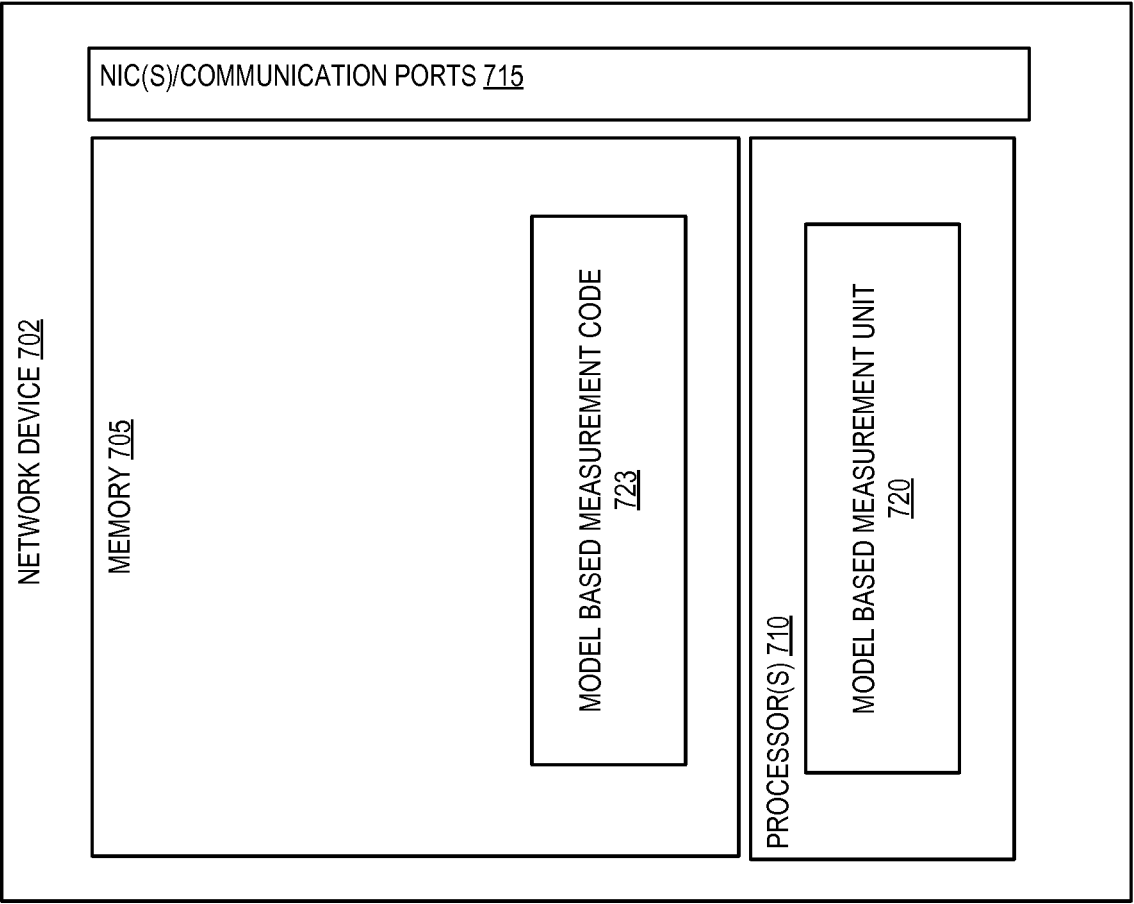 NETWORK DEVICE 702
NIC(S)/COMMUNICATION PORTS 715
MEMORY 705
MODEL BASED MEASUREMENT CODE
723
PROCESSOR(S) 710
MODEL BASED MEASUREMENT UNIT
720